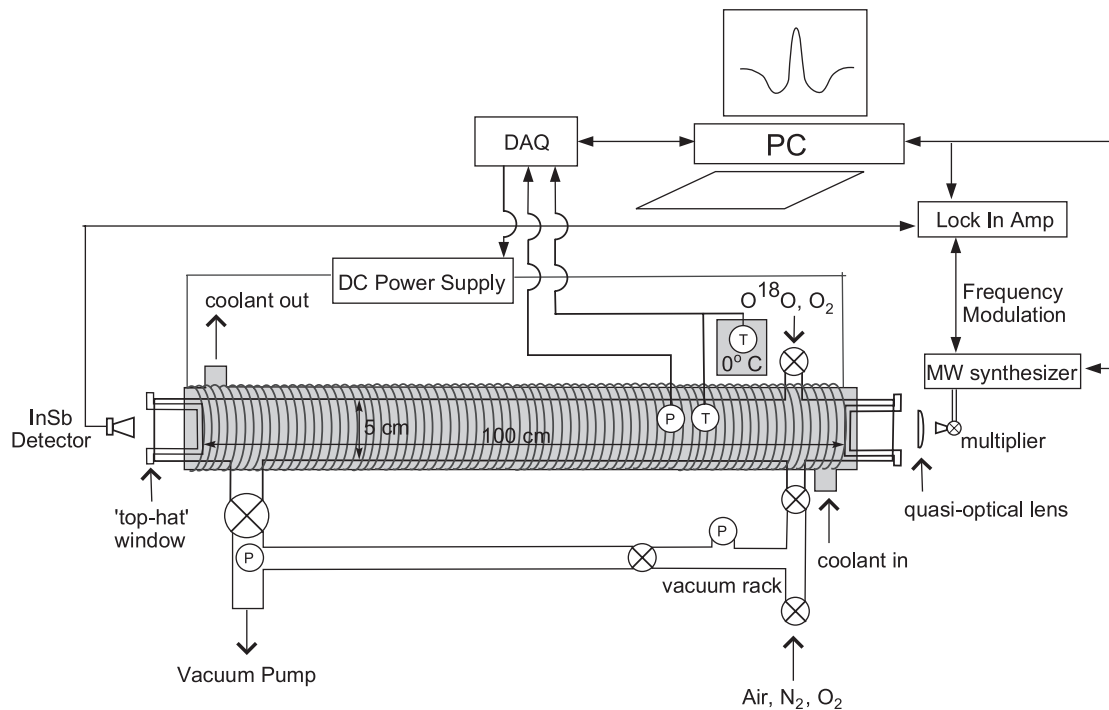 DAQ
PC
Lock In Amp
DC Power Supply
coolant out
O¹⁸O, O₂
Frequency
Modulation
T
0° C
MW synthesizer
InSb
Detector
5 cm
P
T
100 cm
multiplier
'top-hat'
window
quasi-optical lens
P
P
coolant in
vacuum rack
Vacuum Pump
Air, N₂, O₂